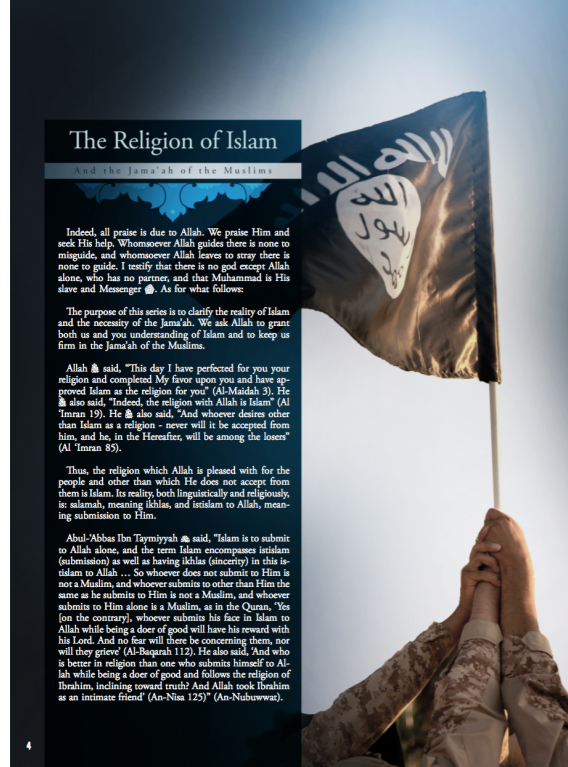 The Religion of Islam
And the Jama'ah of the Muslims
Indeed, all praise is due to Allah. We praise Him and
seek His help. Whomsoever Allah guides there is none to
misguide, and whomsoever Allah leaves to stray there is
none to guide. I testify that there is no god except Allah
alone, who has no partner, and that Muhammad is His
slave and Messenger. As for what follows:
The purpose of this series is to clarify the reality of Islam
and the necessity of the Jama'ah. We ask Allah to grant
both us and you understanding of Islam and to keep us
firm in the Jama'ah of the Muslims.
Allah said, “This day I have perfected for you your
religion and completed My favor upon you and have ap-
proved Islam as the religion for you” (Al-Maidah 3). He
also said, “Indeed, the religion with Allah is Islam” (Al
‘Imran 19). He also said, “And whoever desires other
than Islam as a religion - never will it be accepted from
him, and he, in the Hereafter, will be among the losers”
(Al ‘Imran 85).
Thus, the religion which Allah is pleased with for the
people and other than which He does not accept from
them is Islam. Its reality, both linguistically and religiously,
is: salamah, meaning ikhlas, and istislam to Allah, mean-
ing submission to Him.
Abul-‘Abbas Ibn Taymiyyah said, “Islam is to submit
to Allah alone, and the term Islam encompasses istislam
(submission) as well as having ikhlas (sincerity) in this is-
tislam to Allah … So whoever does not submit to Him is
not a Muslim, and whoever submits to other than Him the
same as he submits to Him is not a Muslim, and whoever
submits to Him alone is a Muslim, as in the Quran, ‘Yes
[on the contrary], whoever submits his face in Islam to
Allah while being a doer of good will have his reward with
his Lord. And no fear will there be concerning them, nor
will they grieve’ (Al-Baqarah 112). He also said, ‘And who
is better in religion than one who submits himself to Al-
lah while being a doer of good and follows the religion of
Ibrahim, inclining toward truth? And Allah took Ibrahim
as an intimate friend’ (An-Nisa 125)” (An-Nubuwwat).
4
الله
رسول